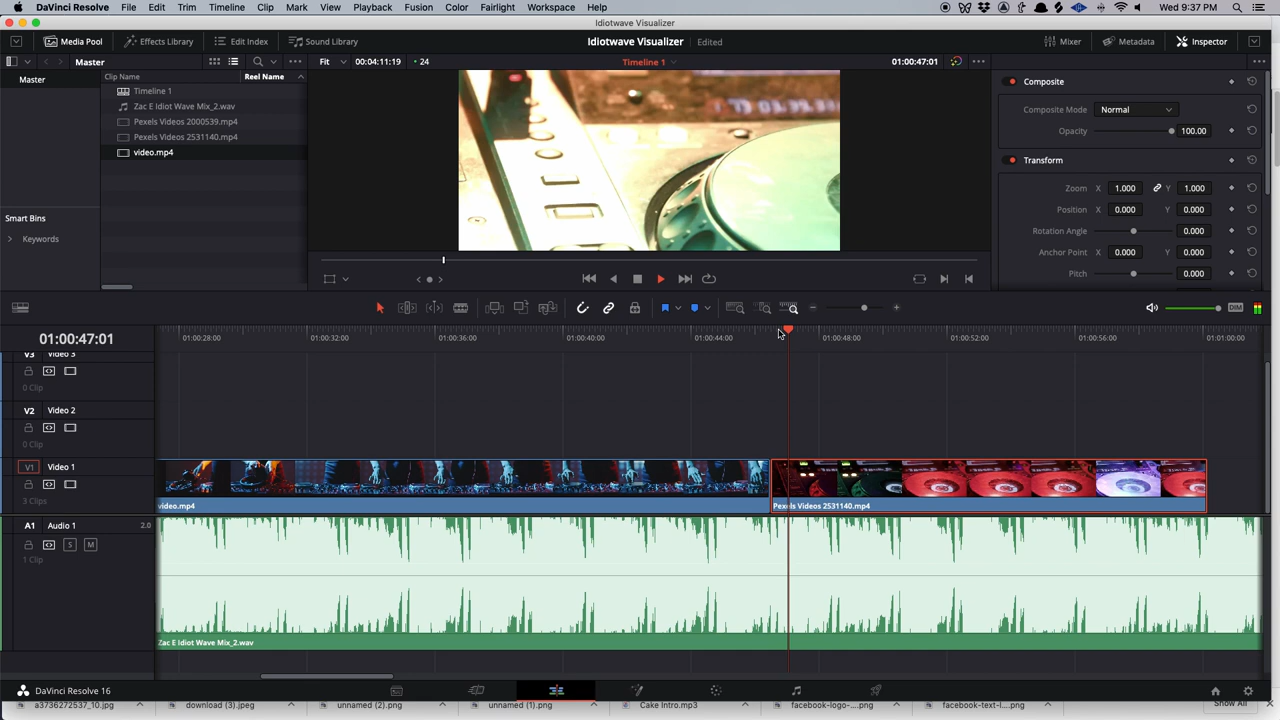 DaVinci Resolve File Edit Trim Timeline Clip Mark View Playback Fusion Color Fairlight Workspace Help Wed 9:37 PM
Idiotwave Visualizer
Media Pool Effects Library Edit Index Sound Library Idiotwave Visualizer Edited Mixer Metadata Inspector
Master Fit 00:04:11:19 24 Timeline 1 01:00:47:01
Master Clip Name Reel Name
Timeline 1
Zac E Idiot Wave Mix_2.wav
Pexels Videos 2000539.mp4
Pexels Videos 2531140.mp4
video.mp4
Smart Bins
Keywords
Composite
Composite Mode Normal
Opacity 100.00
Transform
Zoom X 1.000 Y 1.000
Position X 0.000 Y 0.000
Rotation Angle 0.000
Anchor Point X 0.000 Y 0.000
Pitch 0.000
DIM
01:00:47:01 01:00:28:00 01:00:32:00 01:00:36:00 01:00:40:00 01:00:44:00 01:00:48:00 01:00:52:00 01:00:56:00 01:01:00:00
V3 Video 3
0 Clip
V2 Video 2
0 Clip
V1 Video 1
3 Clips
video.mp4 Pexels Videos 2531140.mp4
A1 Audio 1 2.0
S M
1 Clip
Zac E Idiot Wave Mix_2.wav
DaVinci Resolve 16
a3736272537_10.jpg download (3).jpeg unnamed (2).png unnamed (1).png Cake Intro.mp3 facebook-logo-....png facebook-text-l....png Show All